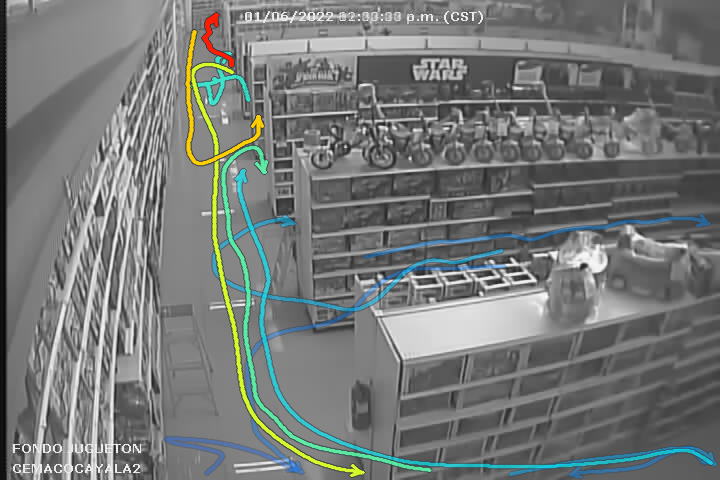 01/06/2022 02:33:33 p.m. (CST)
STAR
WARS
FONDO JUGUETON
CEMACOCAYALA2